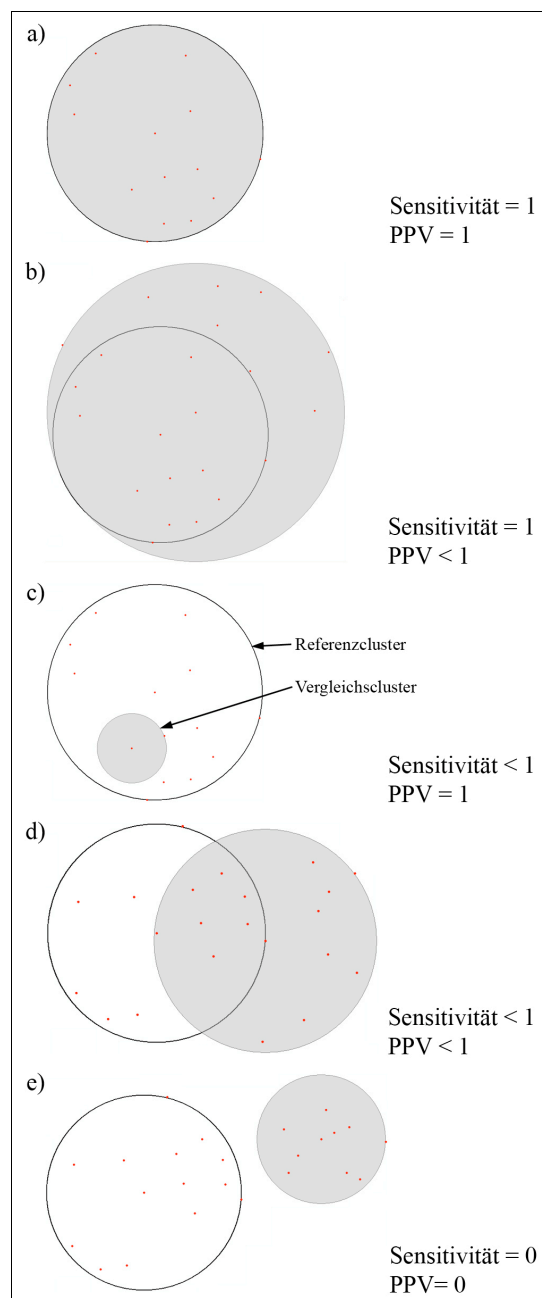 a)
Sensitivität = 1
PPV = 1
b)
Sensitivität = 1
PPV < 1
c)
Referenzcluster
Vergleichscluster
Sensitivität < 1
PPV = 1
d)
Sensitivität < 1
PPV < 1
e)
Sensitivität = 0
PPV= 0